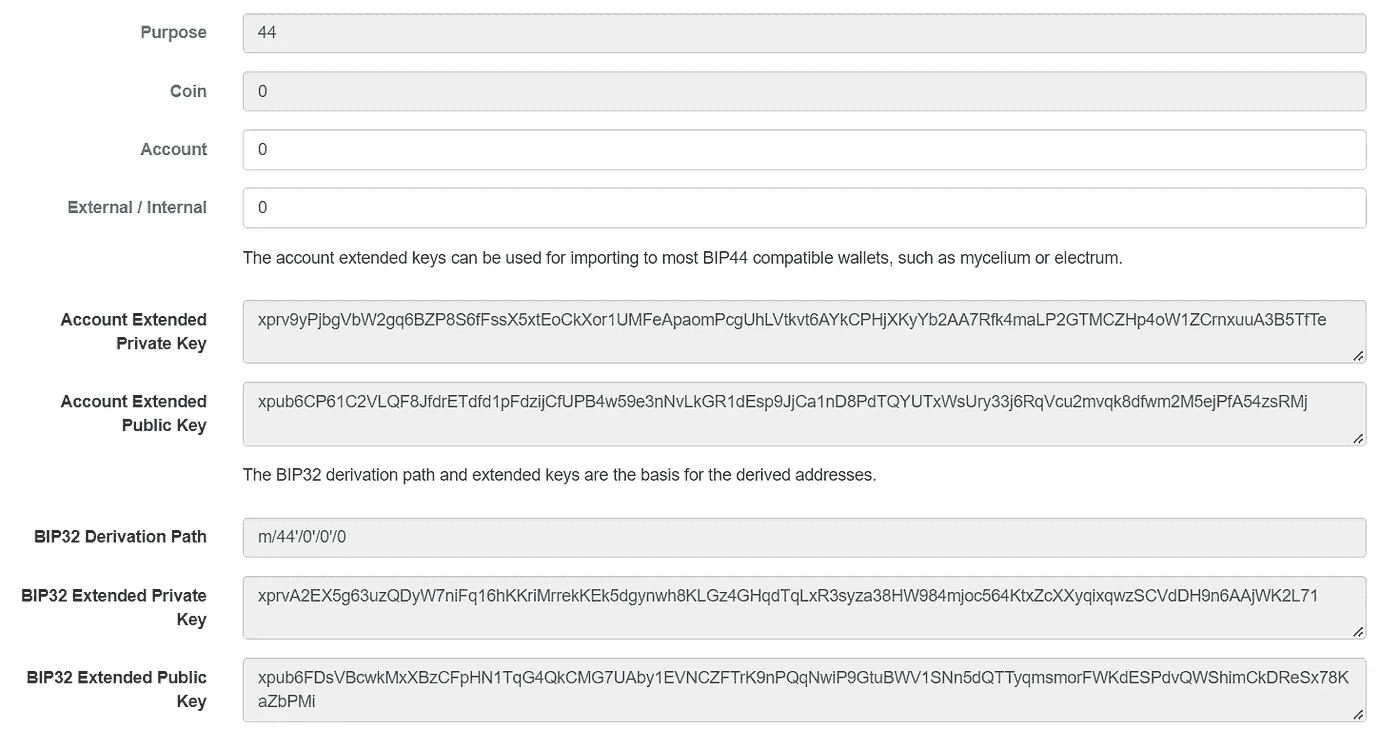 Purpose
44
Coin
0
Account
0
External / Internal
0
The account extended keys can be used for importing to most BIP44 compatible wallets, such as mycelium or electrum.
Account Extended
Private Key
xprv9yPjbgVbW2gq6BZP8S6fFssX5xtEoCkXor1UMFeApaomPcgUhLVtkvt6AYkCPHjXKyYb2AA7Rfk4maLP2GTMCZHp4oW1ZCrnxuuA3B5TfTe
Account Extended
Public Key
xpub6CP61C2VLQF8JfdrETdfd1pFdzijCfUPB4w59e3nNvLkGR1dEsp9JjCa1nD8PdTQYUTxWsUry33j6RqVcu2mvqk8dfwm2M5ejPfA54zsRMj
The BIP32 derivation path and extended keys are the basis for the derived addresses.
BIP32 Derivation Path
m/44'/0'/0'/0
BIP32 Extended Private
Key
xprvA2EX5g63uzQDyW7niFq16hKKriMrrekKEk5dgynwh8KLGz4GHqdTqLxR3syza38HW984mjoc564KtxZcXXyqixqwzSCVdDH9n6AAjWK2L71
BIP32 Extended Public
Key
xpub6FDsVBcwkMxXBzCFpHN1TqG4QkCMG7UAby1EVNCZFTrK9nPQqNwiP9GtuBWV1SNn5dQTTyqmsmorFWKdESPdvQWShimCkDReSx78K
aZbPMi